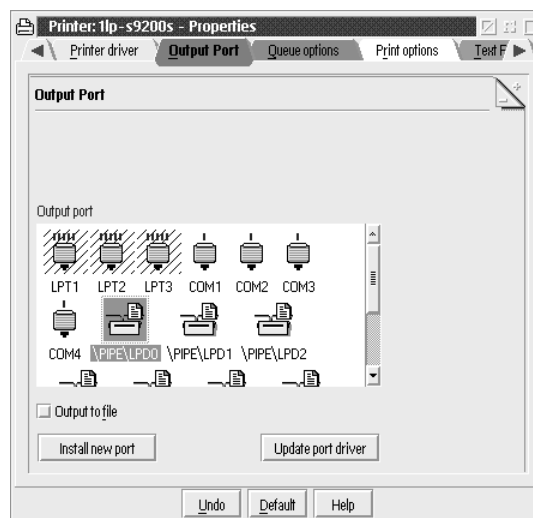 Printer: 1lp-s9200s - Properties
Printer driver Output Port Queue options Print options Text F
Output Port
Output port
LPT1 LPT2 LPT3 COM1 COM2 COM3
COM4 \PIPE\LPD0 \PIPE\LPD1 \PIPE\LPD2
Output to file
Install new port Update port driver
Undo Default Help